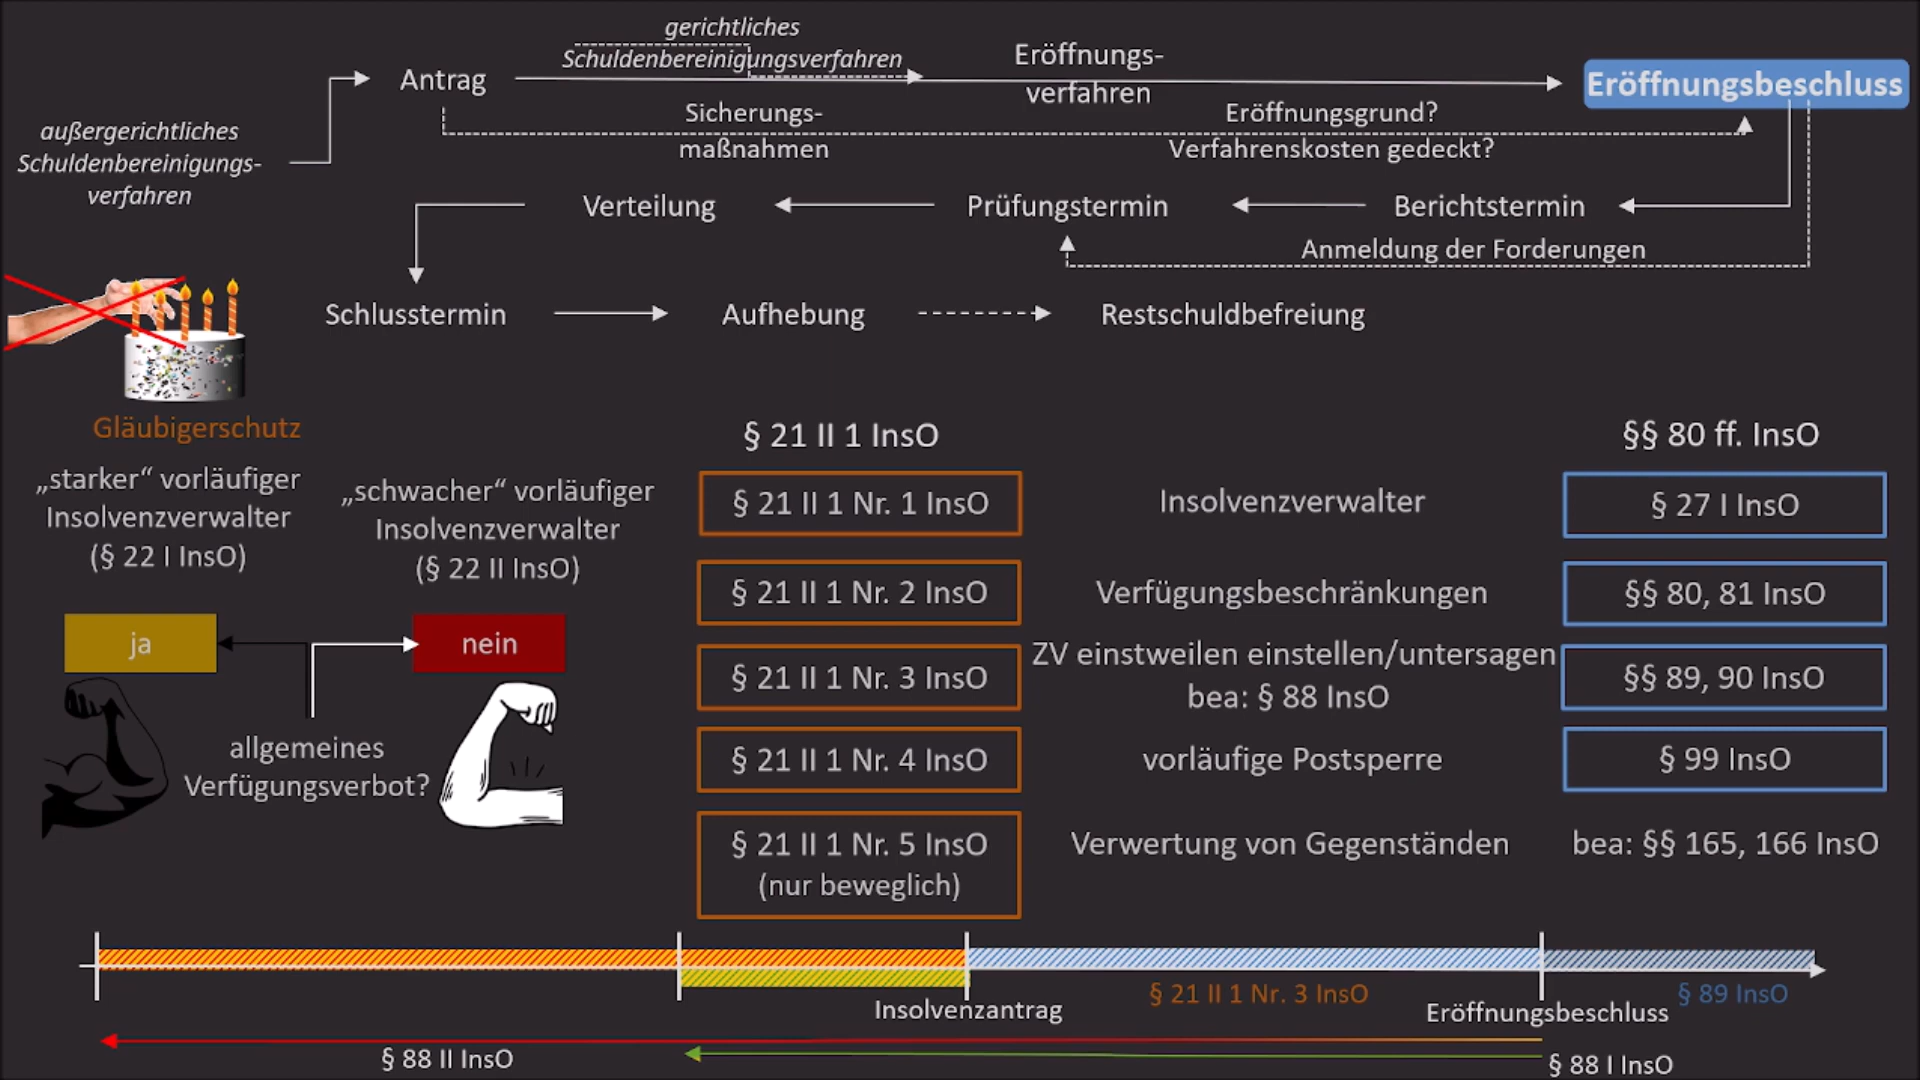 gerichtliches
Schuldenbereinigungsverfahren
Eröffnungs-
verfahren
Antrag
Eröffnungsbeschluss
außergerichtliches
Schuldenbereinigungs-
verfahren
Sicherungs-
maßnahmen
Eröffnungsgrund?
Verfahrenskosten gedeckt?
Verteilung
Prüfungstermin
Berichtstermin
Anmeldung der Forderungen
Schlusstermin
Aufhebung
Restschuldbefreiung
Gläubigerschutz
§ 21 II 1 InsO
§§ 80 ff. InsO
„starker“ vorläufiger
Insolvenzverwalter
(§ 22 I InsO)
„schwacher“ vorläufiger
Insolvenzverwalter
(§ 22 II InsO)
ja
nein
allgemeines
Verfügungsverbot?
§ 21 II 1 Nr. 1 InsO
Insolvenzverwalter
§ 27 I InsO
§ 21 II 1 Nr. 2 InsO
Verfügungsbeschränkungen
§§ 80, 81 InsO
§ 21 II 1 Nr. 3 InsO
ZV einstweilen einstellen/untersagen
bea: § 88 InsO
§§ 89, 90 InsO
§ 21 II 1 Nr. 4 InsO
vorläufige Postsperre
§ 99 InsO
§ 21 II 1 Nr. 5 InsO
(nur beweglich)
Verwertung von Gegenständen
bea: §§ 165, 166 InsO
Insolvenzantrag
§ 21 II 1 Nr. 3 InsO
Eröffnungsbeschluss
§ 89 InsO
§ 88 II InsO
§ 88 I InsO